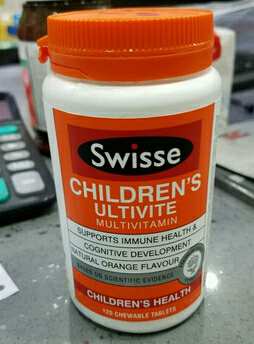 Swisse
CHILDREN'S
ULTIVITE
MULTIVITAMIN
SUPPORTS IMMUNE HEALTH &
COGNITIVE DEVELOPMENT
NATURAL ORANGE FLAVOUR
BASED ON SCIENTIFIC EVIDENCE
CHILDREN'S HEALTH
120 CHEWABLE TABLETS